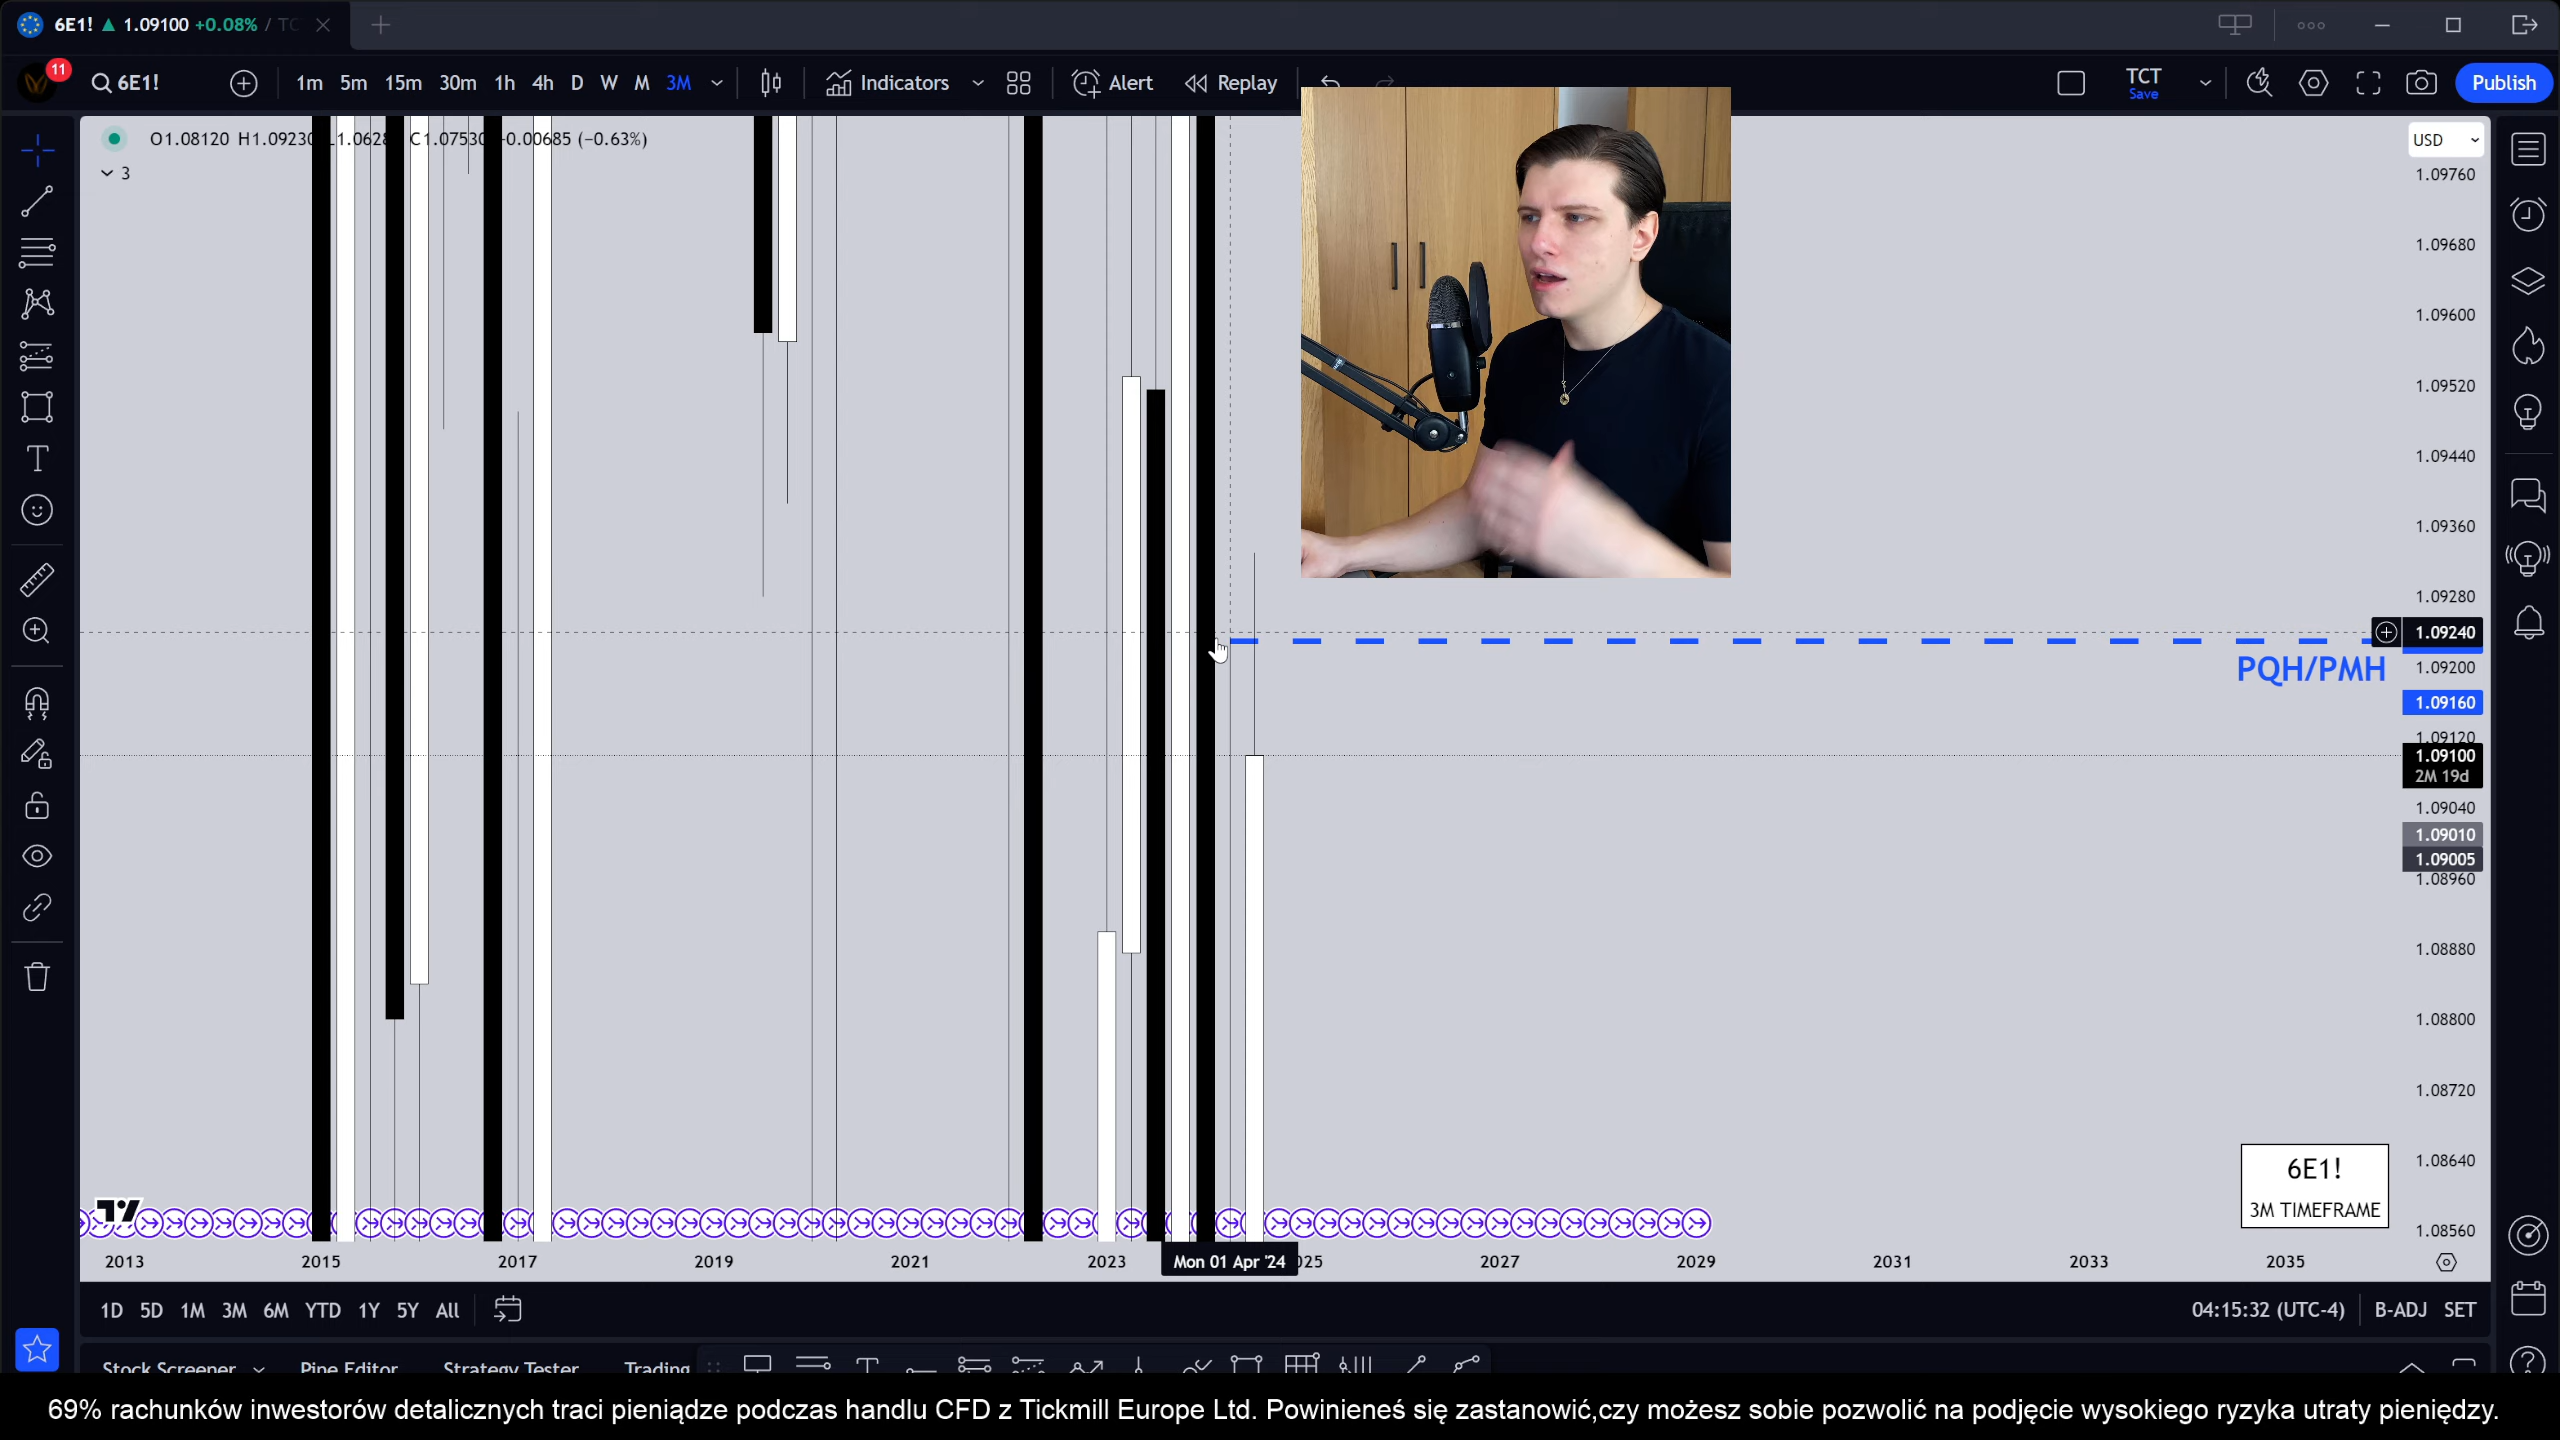 6E1! ▲ 1.09100 +0.08% / TC
11
6E1! 1m 5m 15m 30m 1h 4h D W M 3M Indicators Alert Replay TCT Save Publish
O1.08120 H1.0923 1.062 C1.0753 0.00685 (−0.63%)
3
USD
1.09760
1.09680
1.09600
1.09520
1.09440
1.09360
1.09280
1.09240
PQH/PMH
1.09200
1.09160
1.09120
1.09100
2M 19d
1.09040
1.09010
1.09005
1.08960
1.08880
1.08800
1.08720
1.08640
1.08560
6E1!
3M TIMEFRAME
2013 2015 2017 2019 2021 2023 Mon 01 Apr '24 025 2027 2029 2031 2033 2035
1D 5D 1M 3M 6M YTD 1Y 5Y All 04:15:32 (UTC-4) B-ADJ SET
Stock Screener Pine Editor Strategy Tester Trading
69% rachunków inwestorów detalicznych traci pieniądze podczas handlu CFD z Tickmill Europe Ltd. Powinieneś się zastanowić,czy możesz sobie pozwolić na podjęcie wysokiego ryzyka utraty pieniędzy.